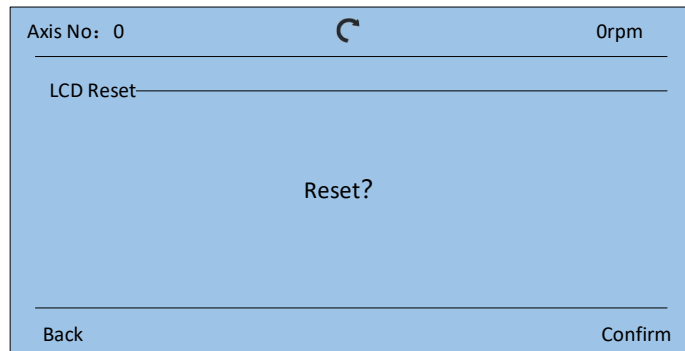 Axis No：0 0rpm
LCD Reset
Reset？
Back Confirm